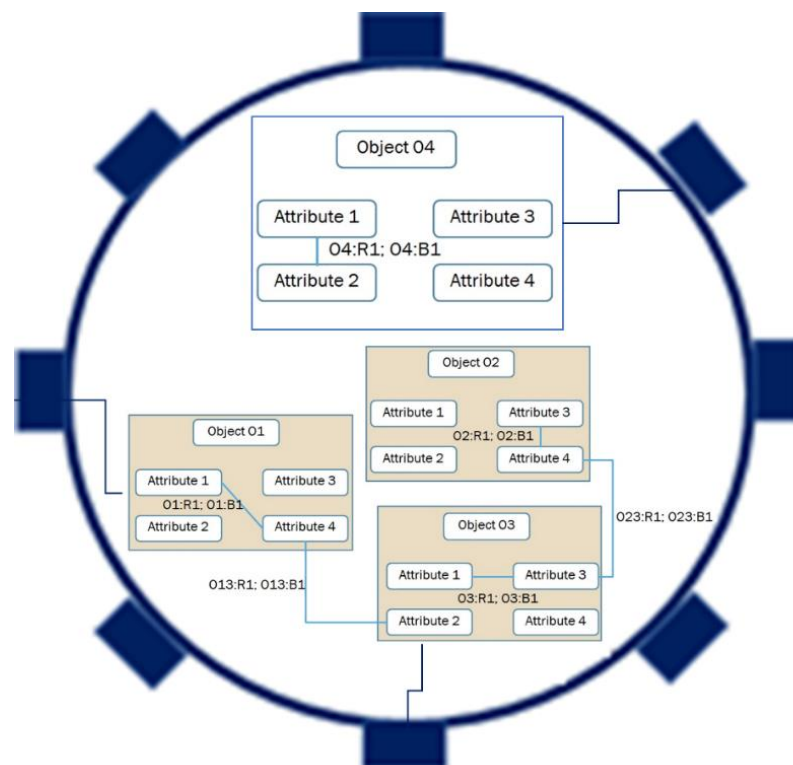 Object O4
Attribute 1
Attribute 3
O4:R1; O4:B1
Attribute 2
Attribute 4
Object O2
Attribute 1
Attribute 3
O2:R1; O2:B1
Attribute 2
Attribute 4
Object O1
Attribute 1
Attribute 3
O1:R1; O1:B1
Attribute 2
Attribute 4
O23:R1; O23:B1
Object O3
Attribute 1
Attribute 3
O3:R1; O3:B1
Attribute 2
Attribute 4
O13:R1; O13:B1